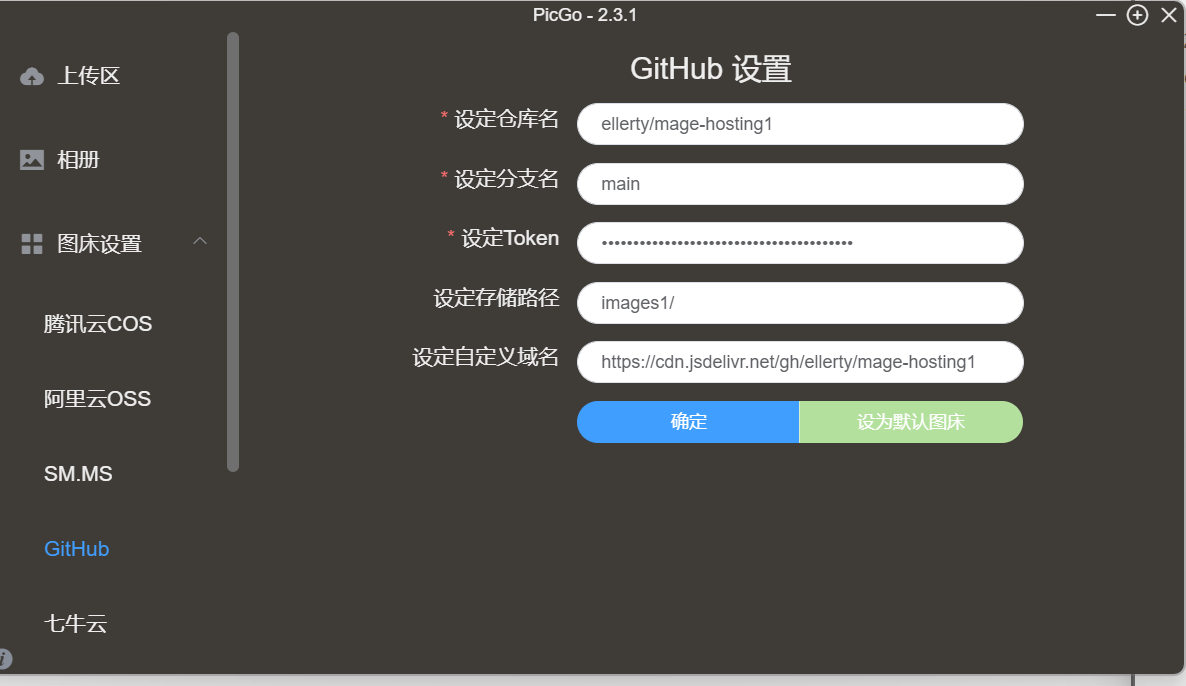 PicGo - 2.3.1
上传区
相册
图床设置
腾讯云COS
阿里云OSS
SM.MS
GitHub
七牛云
GitHub 设置
* 设定仓库名
ellerty/mage-hosting1
* 设定分支名
main
* 设定Token
••••••••••••••••••••••••••••••••••••••••
设定存储路径
images1/
设定自定义域名
https://cdn.jsdelivr.net/gh/ellerty/mage-hosting1
确定
设为默认图床